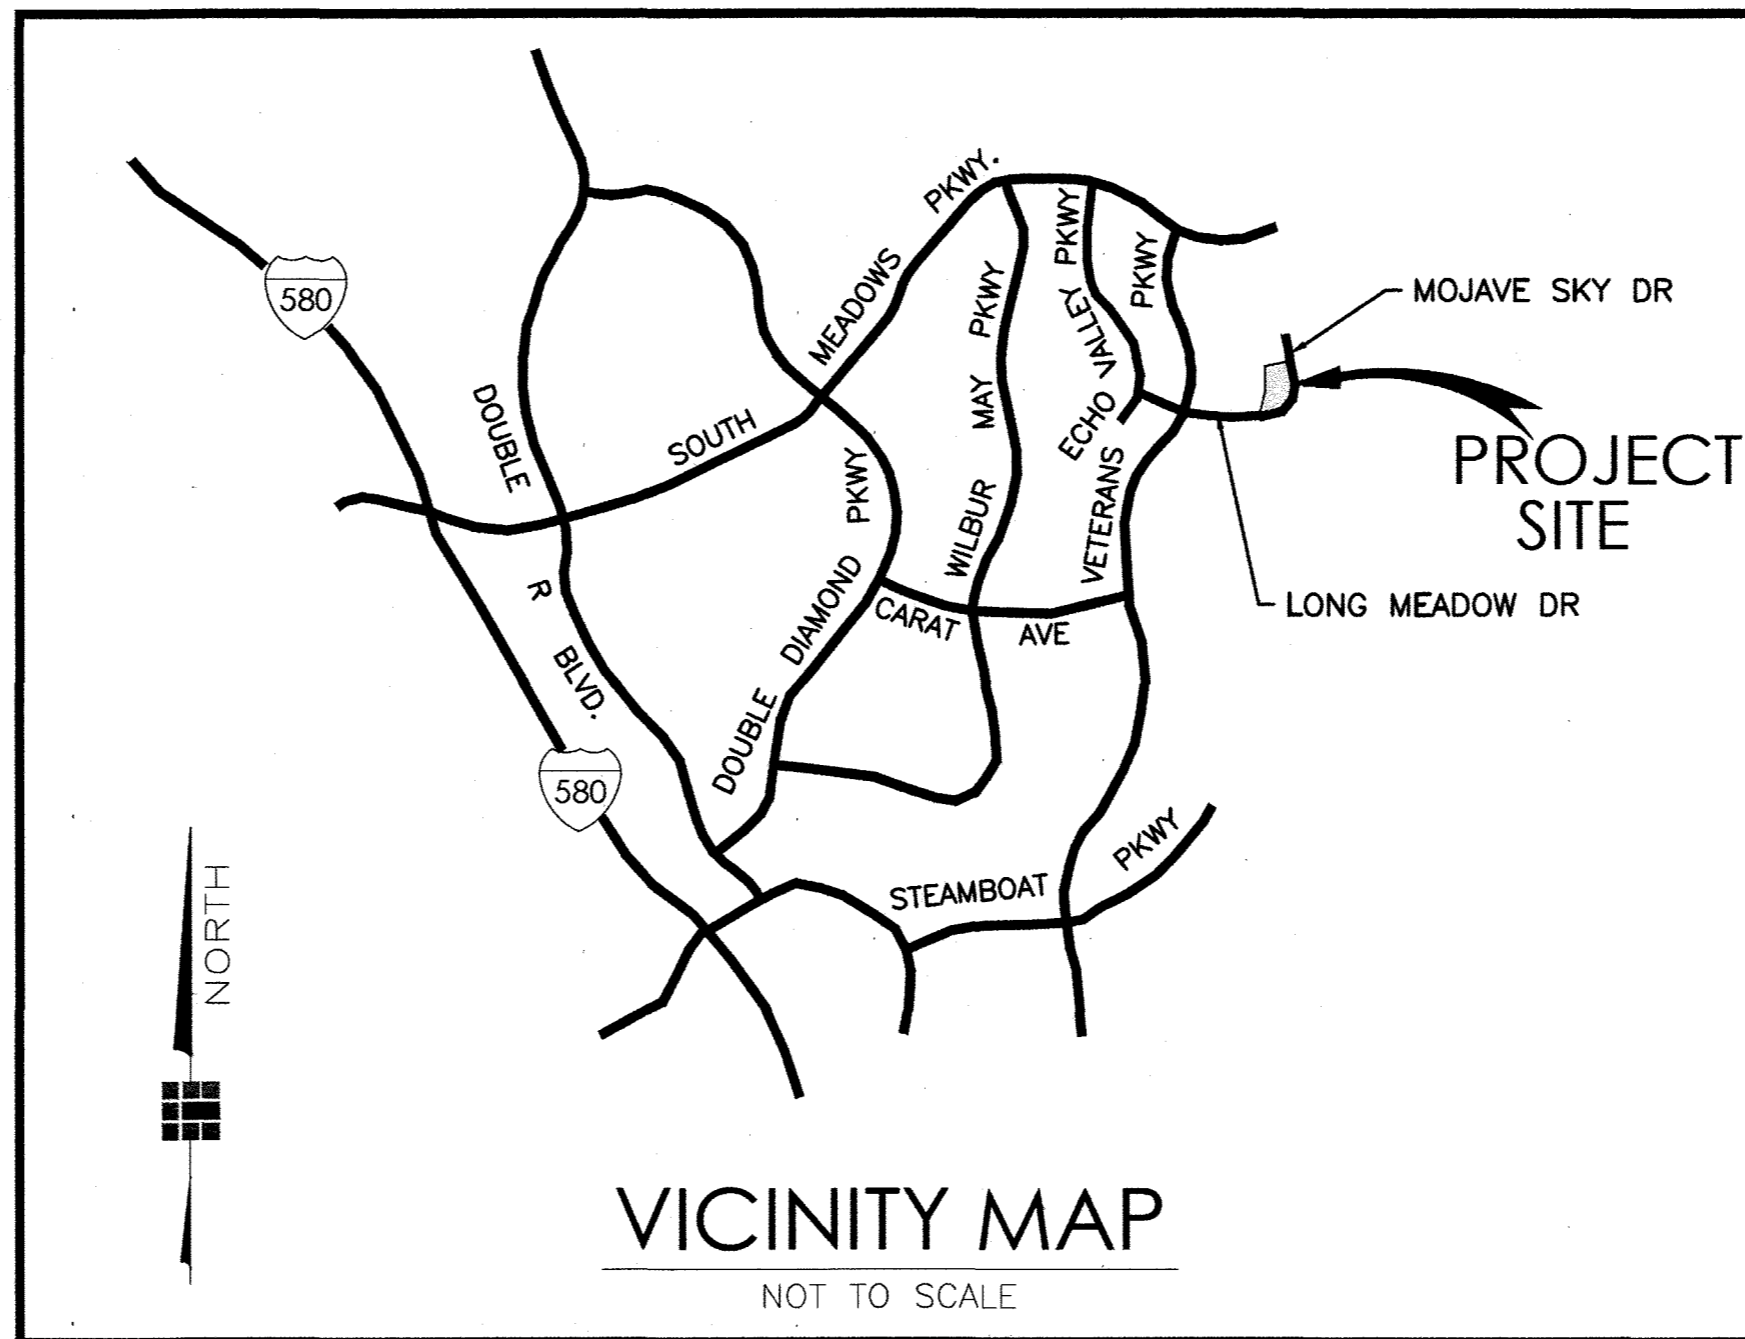 580
SOUTH MEADOWS PKWY.
DOUBLE R BLVD.
DOUBLE DIAMOND PKWY
WILBUR MAY PKWY
ECHO VALLEY PKWY
VETERANS PKWY
MOJAVE SKY DR
PROJECT
SITE
LONG MEADOW DR
CARAT AVE
580
STEAMBOAT PKWY
NORTH
VICINITY MAP
NOT TO SCALE